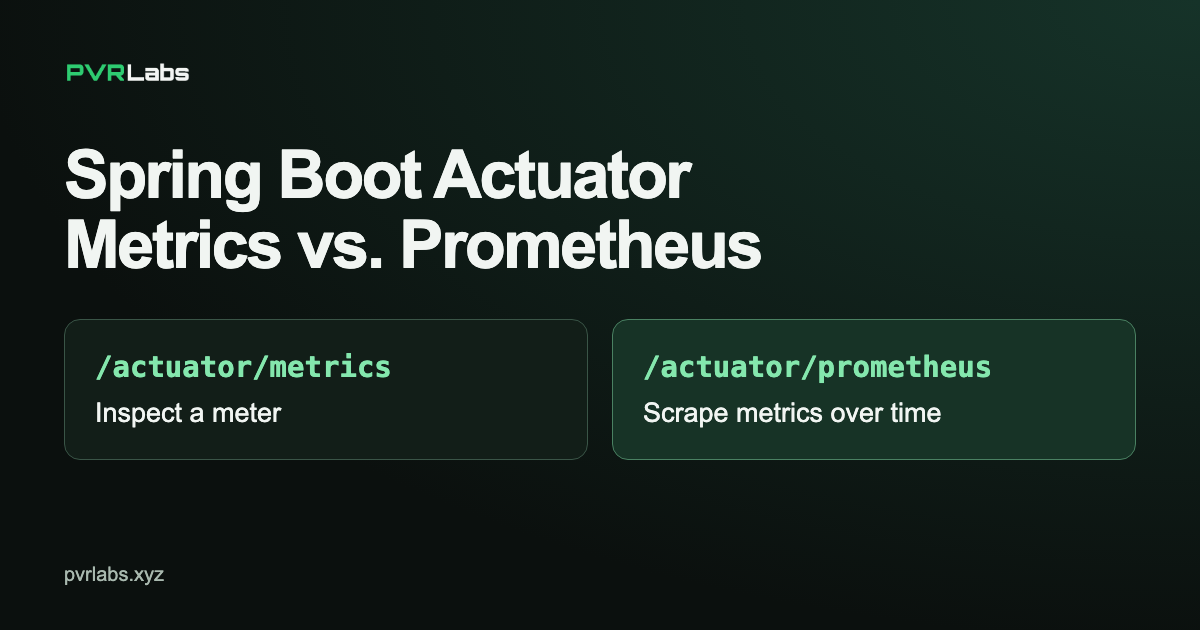 PVRLabs
Spring Boot Actuator
Metrics vs. Prometheus
/actuator/metrics
Inspect a meter
/actuator/prometheus
Scrape metrics over time
pvrlabs.xyz